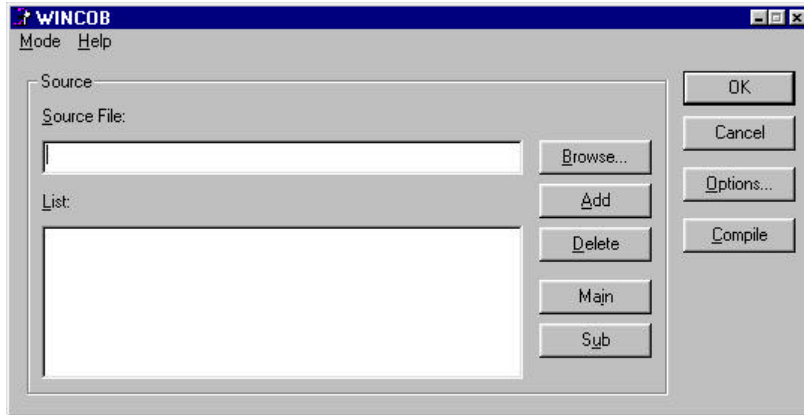 WINCOB
Mode Help
Source
Source File:
List:
Browse...
Add
Delete
Main
Sub
OK
Cancel
Options...
Compile